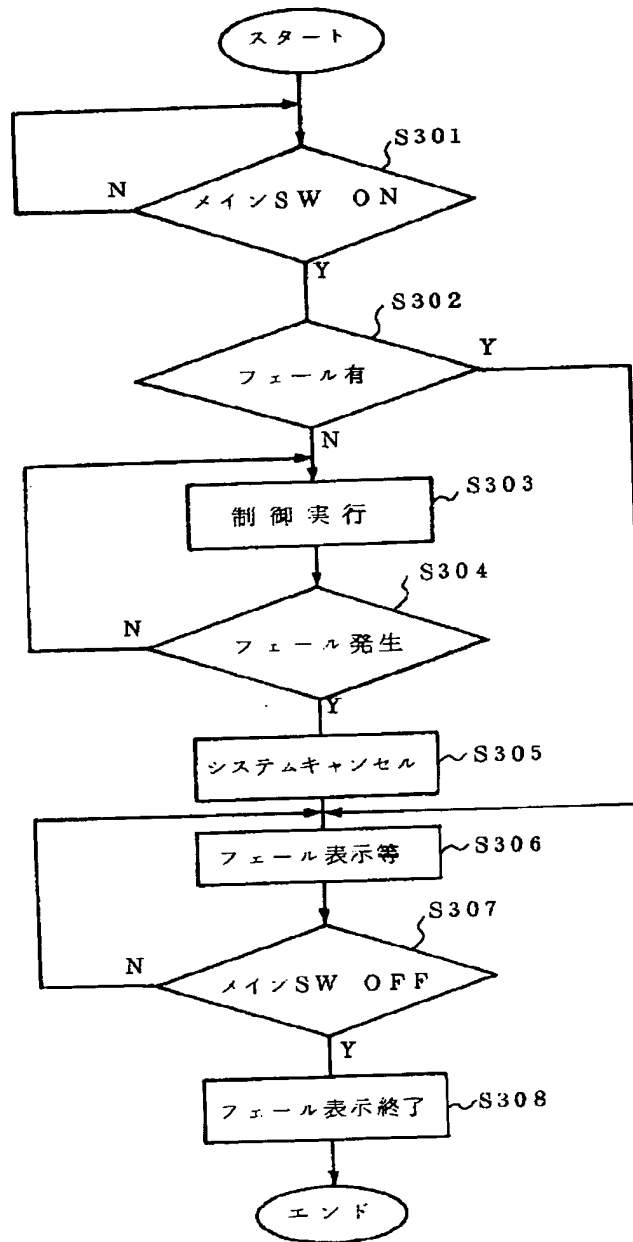 スタート
S301
メインSW ON
N
Y
S302
フェール有
Y
N
S303
制御実行
S304
フェール発生
N
Y
システムキャンセル
S305
フェール表示等
S306
S307
メインSW OFF
N
Y
フェール表示終了
S308
エンド